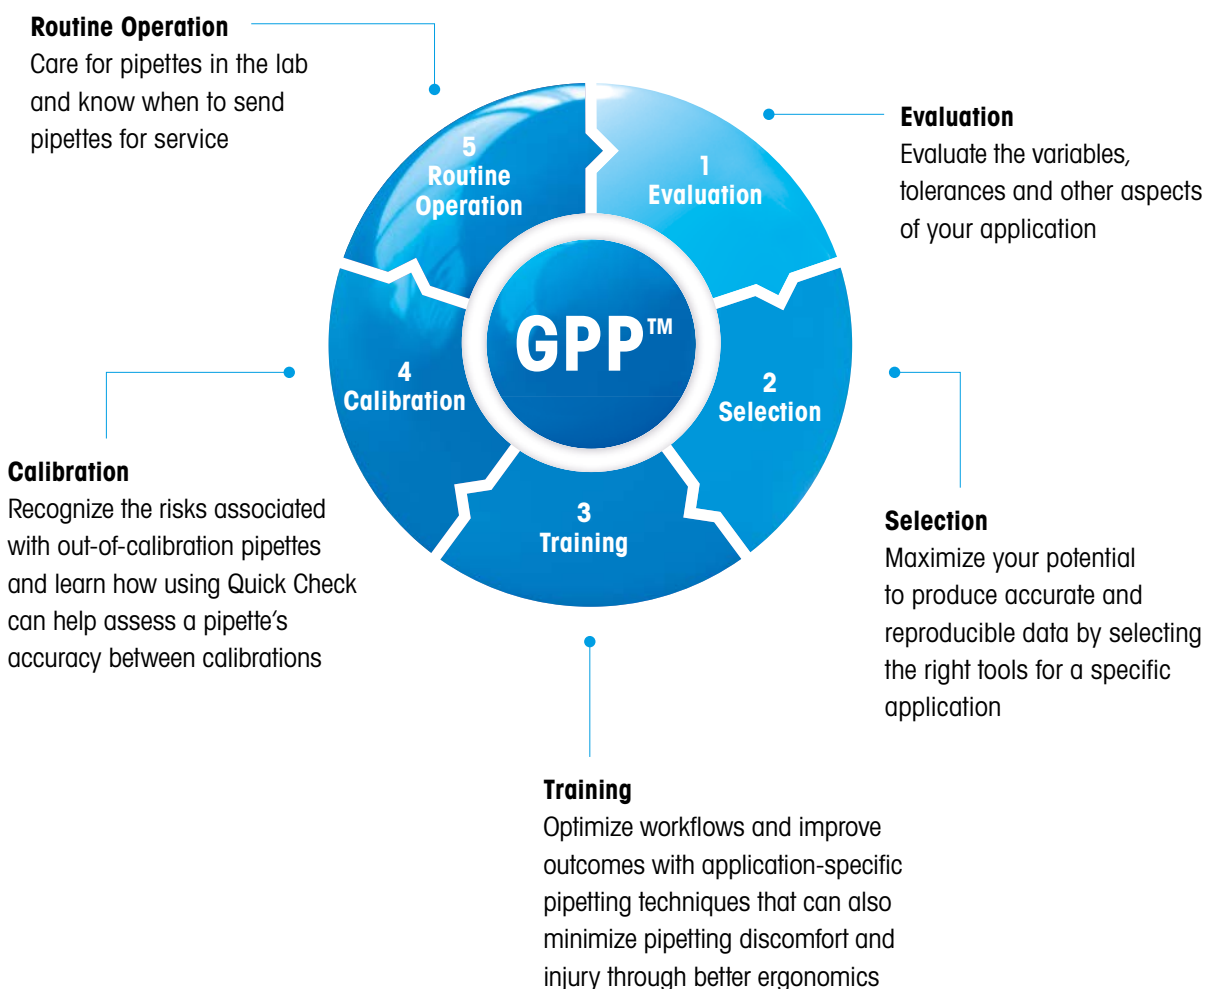 Routine Operation
Care for pipettes in the lab
and know when to send
pipettes for service
Evaluation
Evaluate the variables,
tolerances and other aspects
of your application
5
Routine
Operation
1
Evaluation
GPP™
4
Calibration
2
Selection
3
Training
Calibration
Recognize the risks associated
with out-of-calibration pipettes
and learn how using Quick Check
can help assess a pipette's
accuracy between calibrations
Selection
Maximize your potential
to produce accurate and
reproducible data by selecting
the right tools for a specific
application
Training
Optimize workflows and improve
outcomes with application-specific
pipetting techniques that can also
minimize pipetting discomfort and
injury through better ergonomics